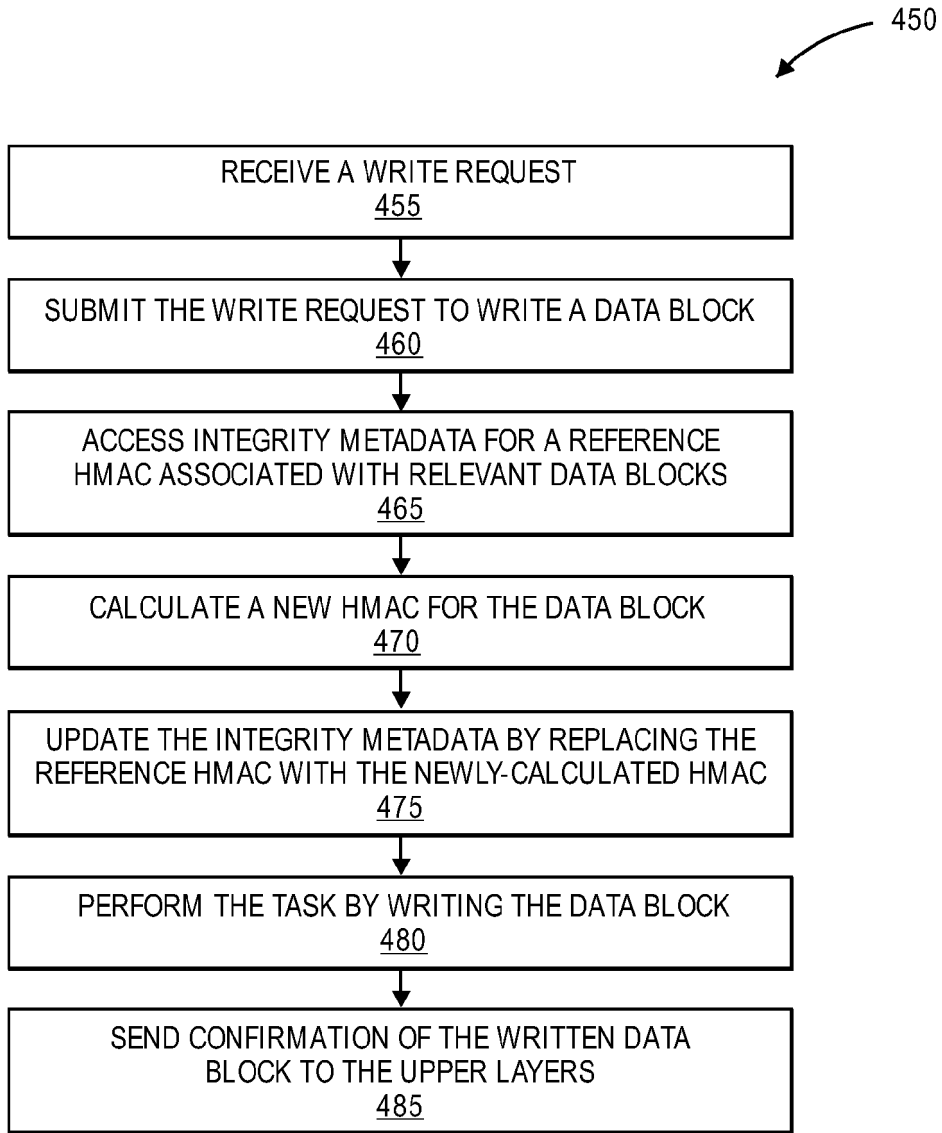 450
RECEIVE A WRITE REQUEST
455
SUBMIT THE WRITE REQUEST TO WRITE A DATA BLOCK
460
ACCESS INTEGRITY METADATA FOR A REFERENCE
HMAC ASSOCIATED WITH RELEVANT DATA BLOCKS
465
CALCULATE A NEW HMAC FOR THE DATA BLOCK
470
UPDATE THE INTEGRITY METADATA BY REPLACING THE
REFERENCE HMAC WITH THE NEWLY-CALCULATED HMAC
475
PERFORM THE TASK BY WRITING THE DATA BLOCK
480
SEND CONFIRMATION OF THE WRITTEN DATA
BLOCK TO THE UPPER LAYERS
485